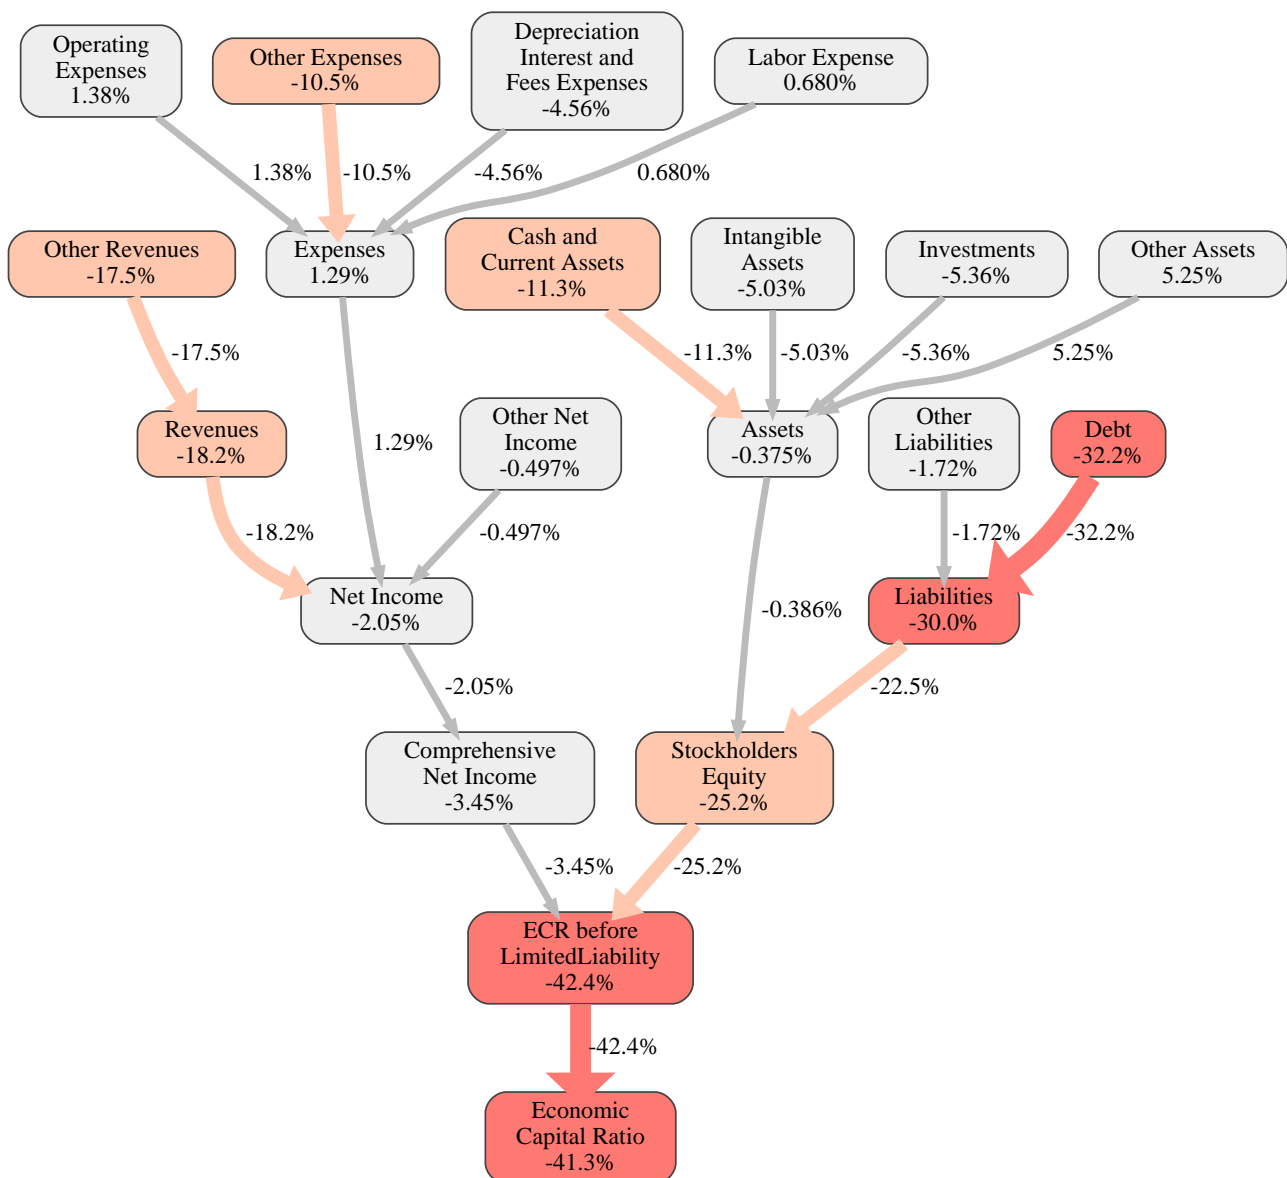 Operating
Expenses
1.38%
Other Expenses
-10.5%
Depreciation
Interest and
Fees Expenses
-4.56%
Labor Expense
0.680%
1.38%
-10.5%
-4.56%
0.680%
Other Revenues
-17.5%
Expenses
1.29%
Cash and
Current Assets
-11.3%
Intangible
Assets
-5.03%
Investments
-5.36%
Other Assets
5.25%
-17.5%
-11.3%
-5.03%
-5.36%
5.25%
Revenues
-18.2%
1.29%
Other Net
Income
-0.497%
Assets
-0.375%
Other
Liabilities
-1.72%
Debt
-32.2%
-18.2%
-0.497%
-1.72%
-32.2%
Net Income
-2.05%
-0.386%
Liabilities
-30.0%
-2.05%
-22.5%
Comprehensive
Net Income
-3.45%
Stockholders
Equity
-25.2%
-3.45%
-25.2%
ECR before
LimitedLiability
-42.4%
-42.4%
Economic
Capital Ratio
-41.3%